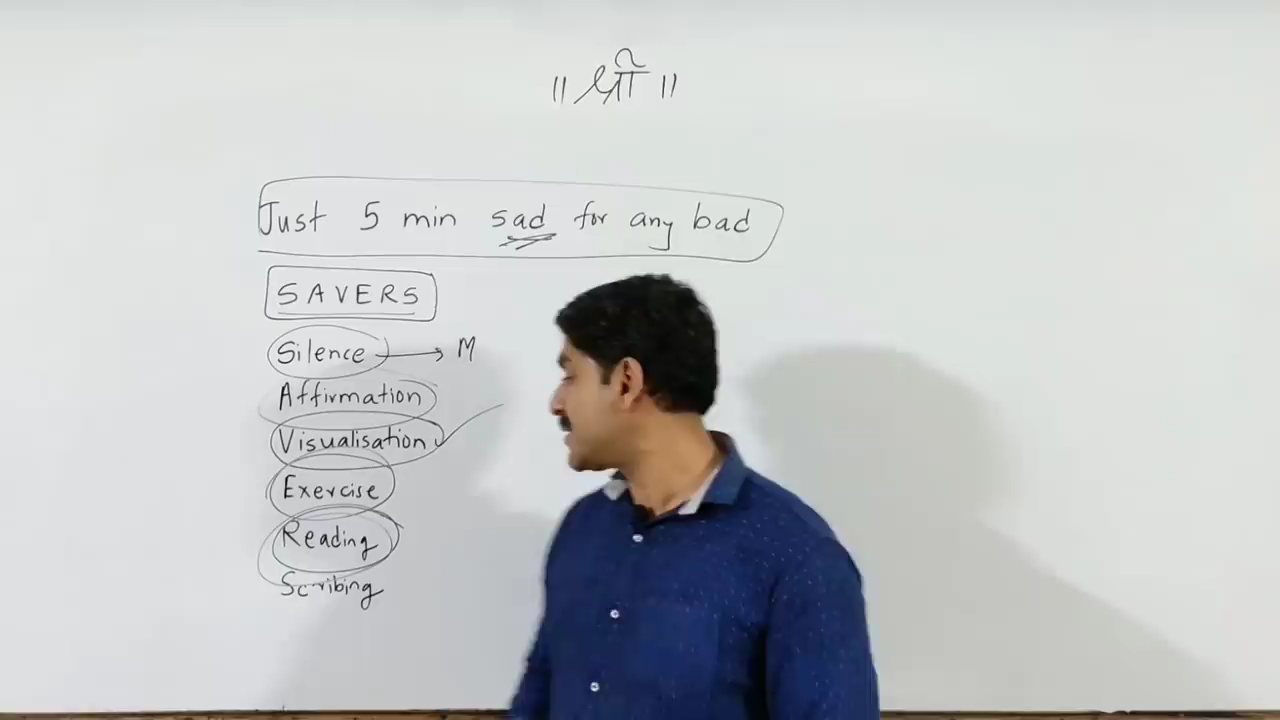 ॥ श्री ॥
Just 5 min sad for any bad
SAVERS
Silence → M
Affirmation
Visualisation
Exercise
Reading
Scribing